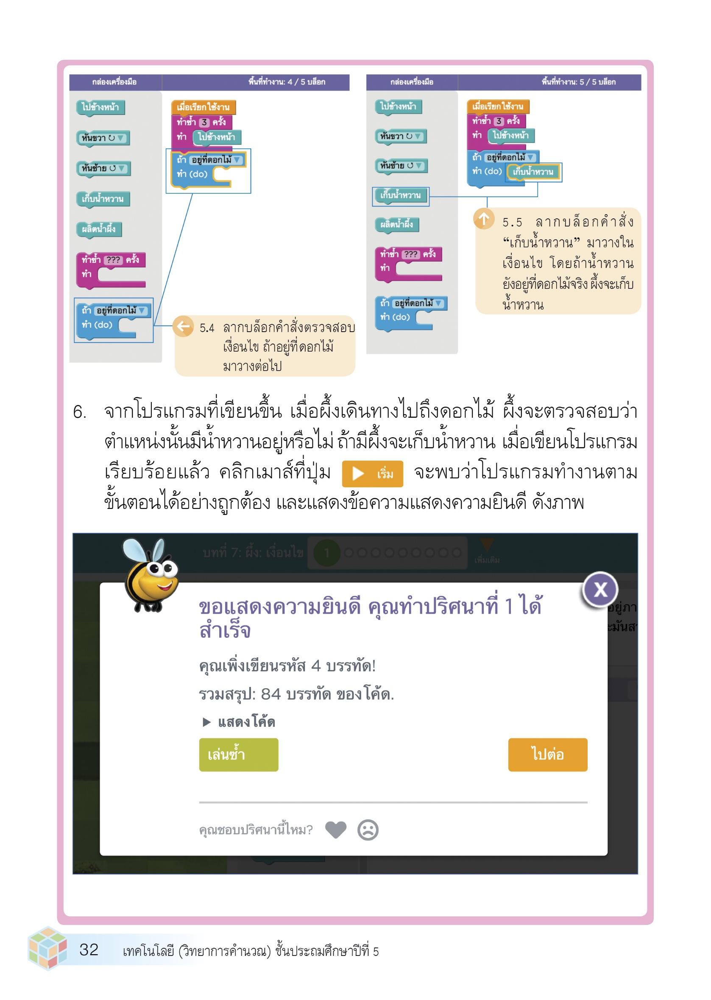 กล่องเครื่องมือ
พื้นที่ทำงาน: 4 / 5 บล็อก
ไปข้างหน้า
หันขวา ↻ ▼
หันซ้าย ↺ ▼
เก็บน้ำหวาน
ผลิตน้ำผึ้ง
ทำซ้ำ ??? ครั้ง
ทำ
ถ้า อยู่ที่ดอกไม้ ▼
ทำ (do)
เมื่อเรียกใช้งาน
ทำซ้ำ 3 ครั้ง
ทำ ไปข้างหน้า
ถ้า อยู่ที่ดอกไม้ ▼
ทำ (do)
5.4 ลากบล็อกคำสั่งตรวจสอบ
เงื่อนไข ถ้าอยู่ที่ดอกไม้
มาวางต่อไป
กล่องเครื่องมือ
พื้นที่ทำงาน: 5 / 5 บล็อก
ไปข้างหน้า
หันขวา ↻ ▼
หันซ้าย ↺ ▼
เก็บน้ำหวาน
ผลิตน้ำผึ้ง
ทำซ้ำ ??? ครั้ง
ทำ
ถ้า อยู่ที่ดอกไม้ ▼
ทำ (do)
เมื่อเรียกใช้งาน
ทำซ้ำ 3 ครั้ง
ทำ ไปข้างหน้า
ถ้า อยู่ที่ดอกไม้ ▼
ทำ (do) เก็บน้ำหวาน
5.5 ลากบล็อกคำสั่ง
“เก็บน้ำหวาน” มาวางใน
เงื่อนไข โดยถ้าน้ำหวาน
ยังอยู่ที่ดอกไม้จริง ผึ้งจะเก็บ
น้ำหวาน
6. จากโปรแกรมที่เขียนขึ้น เมื่อผึ้งเดินทางไปถึงดอกไม้ ผึ้งจะตรวจสอบว่า
ตำแหน่งนั้นมีน้ำหวานอยู่หรือไม่ ถ้ามีผึ้งจะเก็บน้ำหวาน เมื่อเขียนโปรแกรม
เรียบร้อยแล้ว คลิกเมาส์ที่ปุ่ม เริ่ม จะพบว่าโปรแกรมทำงานตาม
ขั้นตอนได้อย่างถูกต้อง และแสดงข้อความแสดงความยินดี ดังภาพ
บทที่ 7: ผึ้ง: เงื่อนไข 1
เพิ่มเติม
X
ขอแสดงความยินดี คุณทำปริศนาที่ 1 ได้
สำเร็จ
คุณเพิ่งเขียนรหัส 4 บรรทัด!
รวมสรุป: 84 บรรทัด ของโค้ด.
▶ แสดงโค้ด
เล่นซ้ำ
ไปต่อ
คุณชอบปริศนานี้ไหม?
32 เทคโนโลยี (วิทยาการคำนวณ) ชั้นประถมศึกษาปีที่ 5